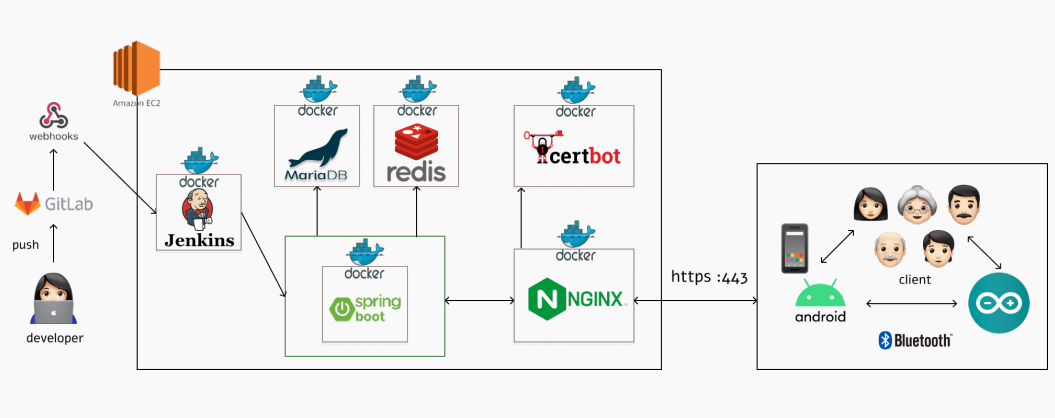 Amazon EC2
webhooks
GitLab
push
developer
docker
Jenkins
docker
MariaDB
docker
redis
docker
certbot
docker
spring
boot
docker
N NGINX
https :443
client
android
Bluetooth™